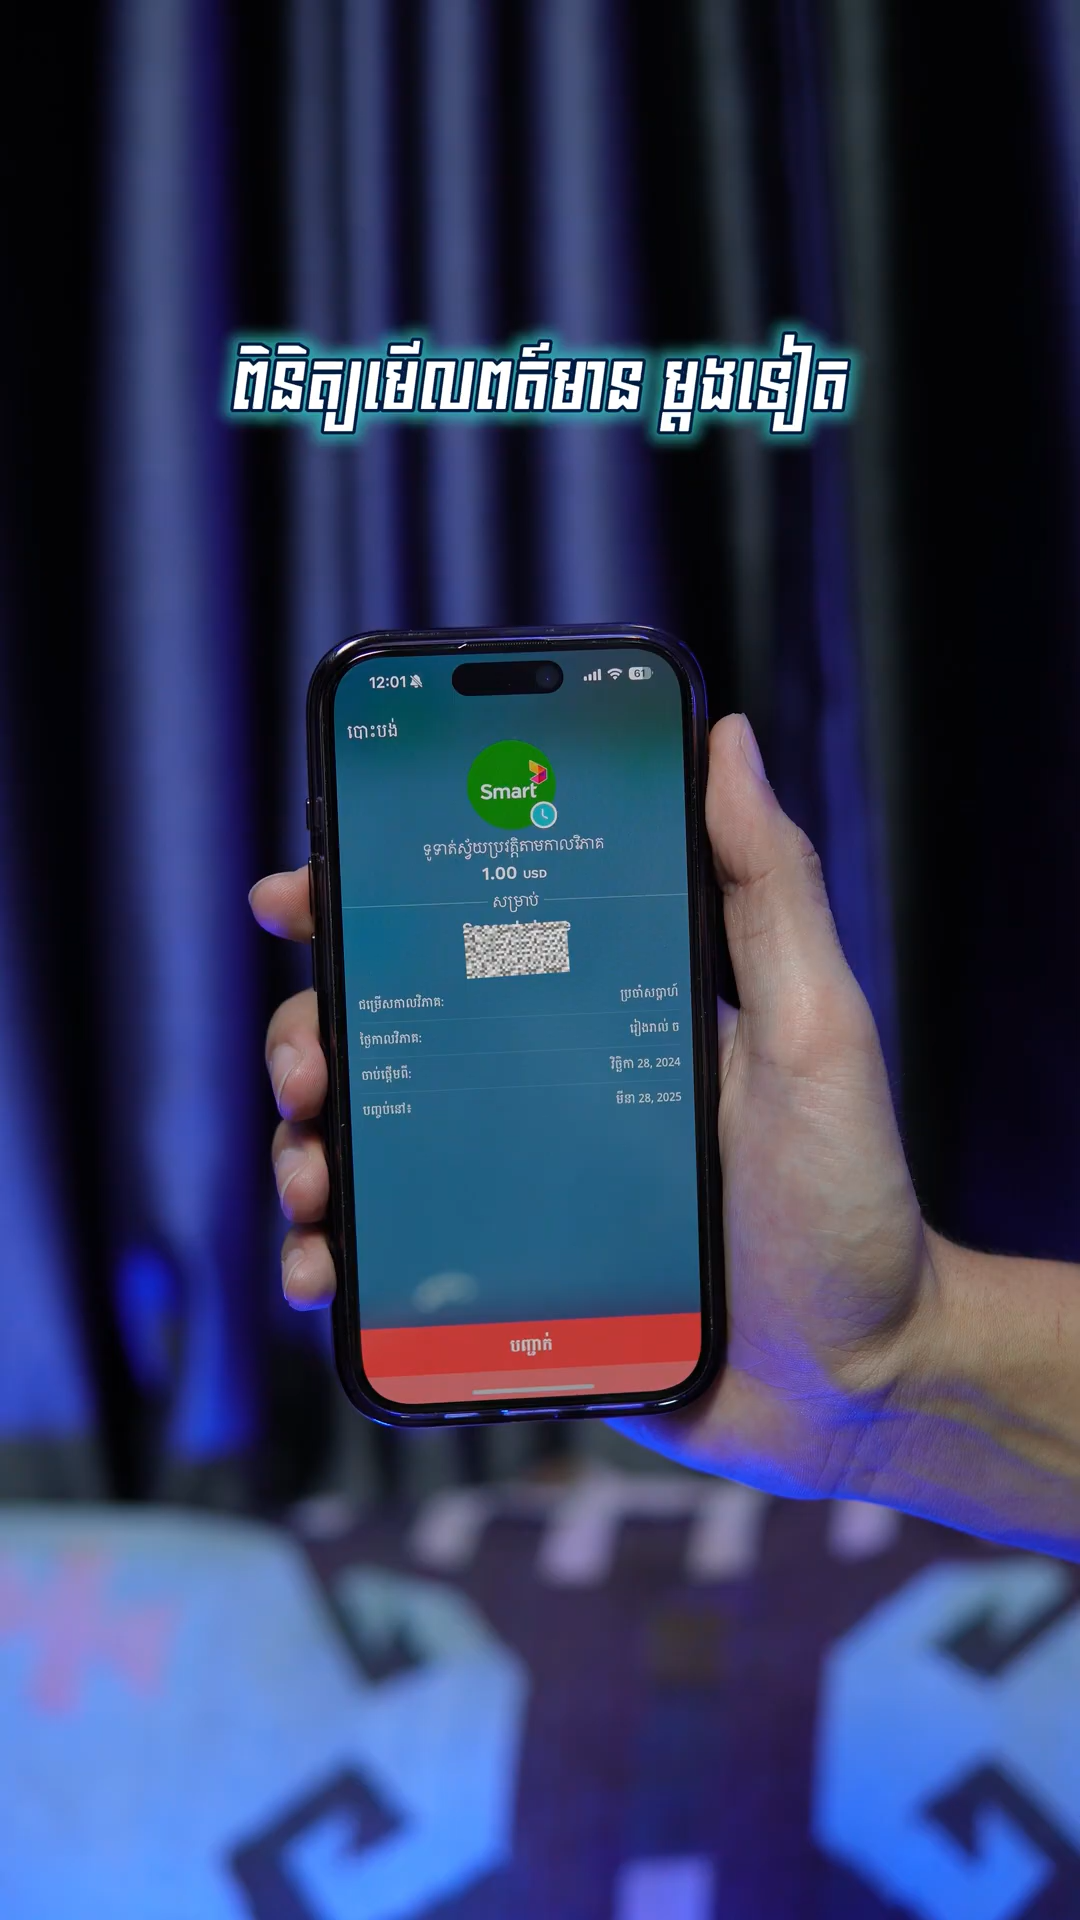 ពិនិត្យមើលពត៌មាន ម្តងទៀត
12:01
61
បោះបង់
Smart
ទូទាត់ស្វ័យប្រវត្តិតាមកាលវិភាគ
1.00 USD
សម្រាប់
ជម្រើសកាលវិភាគ: ប្រចាំសប្តាហ៍
ថ្ងៃកាលវិភាគ: រៀងរាល់ ច
ចាប់ផ្តើមពី: វិច្ឆិកា 28, 2024
បញ្ចប់នៅ៖ មីនា 28, 2025
បញ្ជាក់